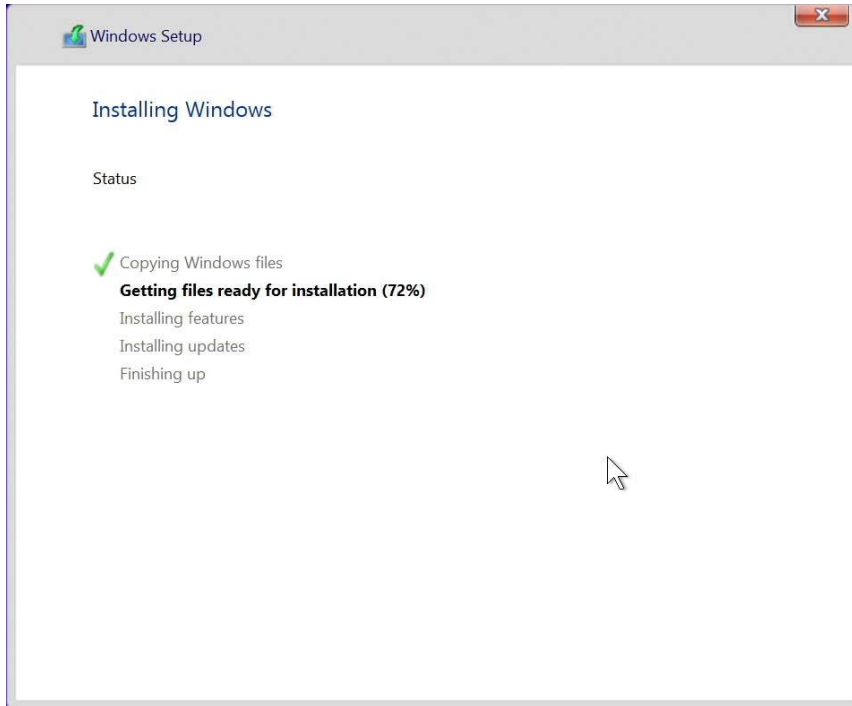 Windows Setup
Installing Windows
Status
Copying Windows files
Getting files ready for installation (72%)
Installing features
Installing updates
Finishing up